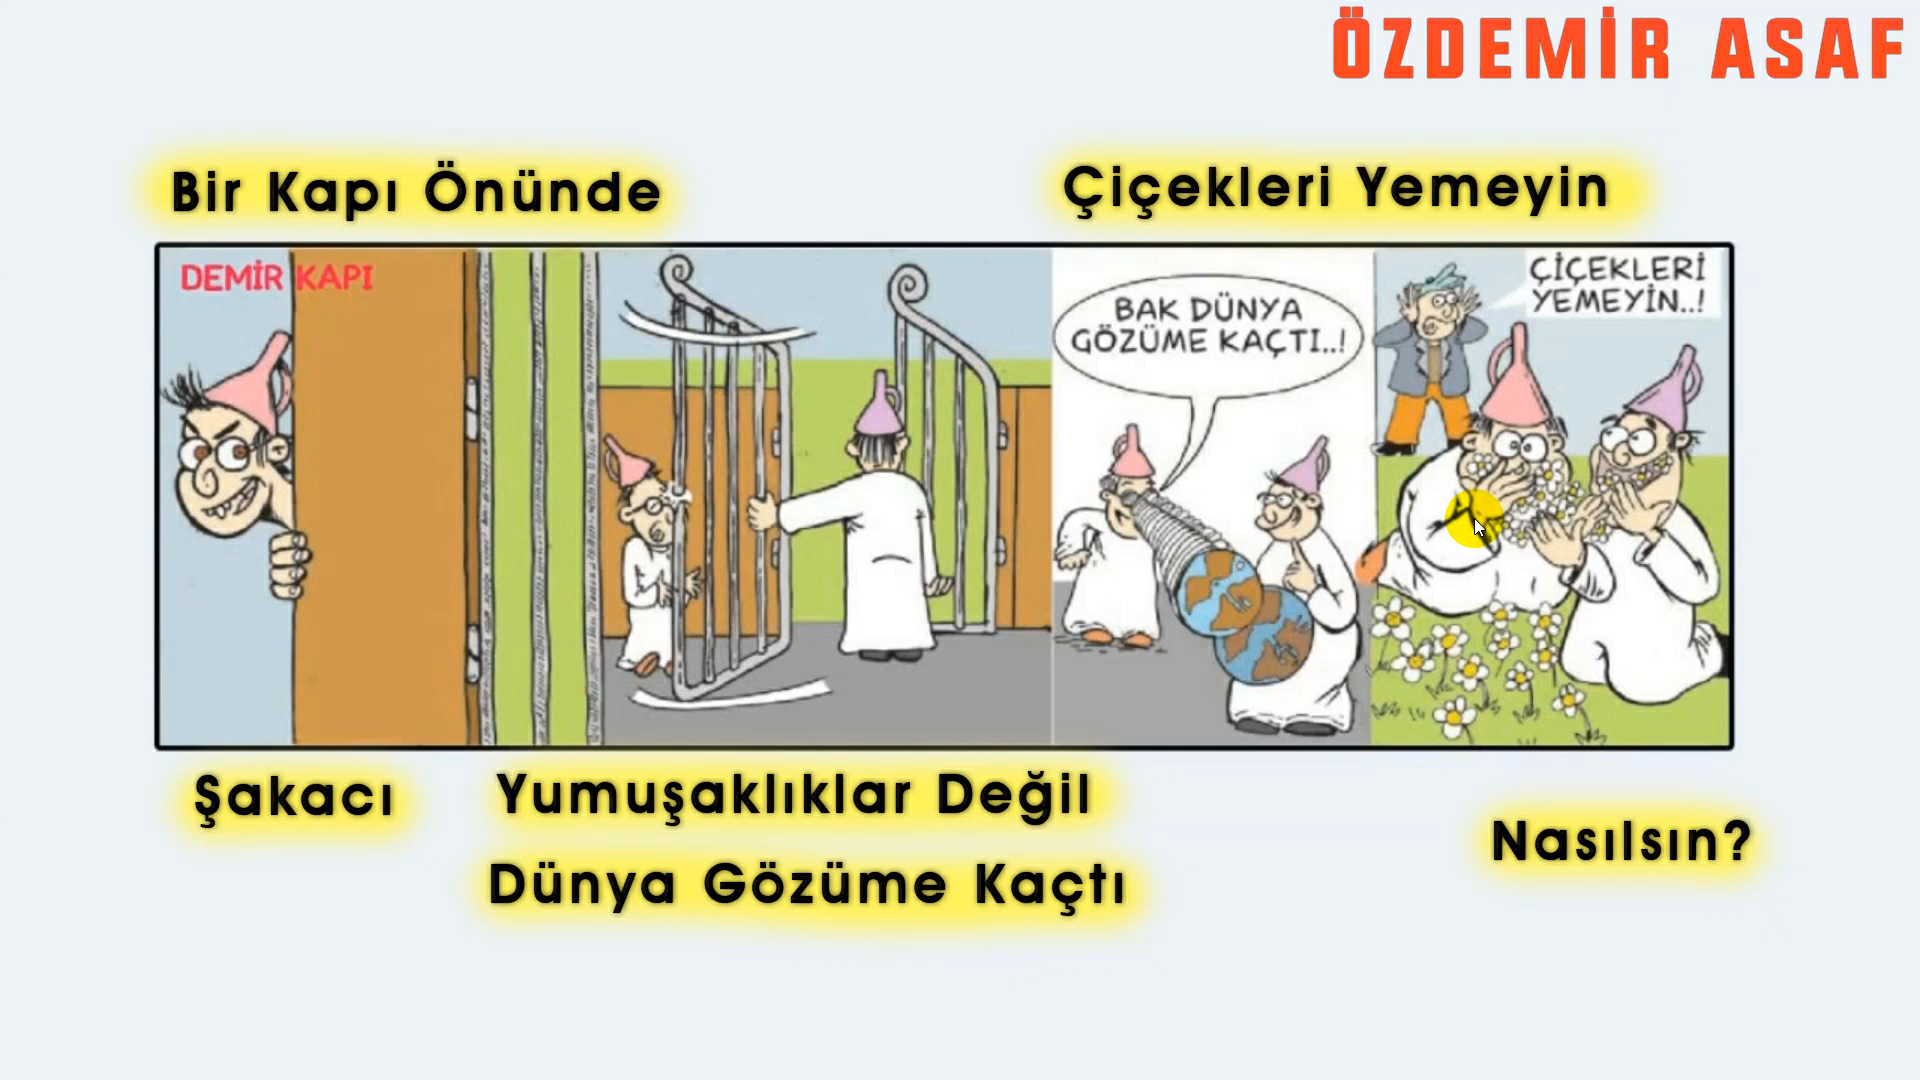 ÖZDEMİR ASAF
Bir Kapı Önünde
Çiçekleri Yemeyin
DEMİR KAPI
BAK DÜNYA
GÖZÜME KAÇTI..!
ÇİÇEKLERİ
YEMEYİN..!
Şakacı
Yumuşaklıklar Değil
Dünya Gözüme Kaçtı
Nasılsın?